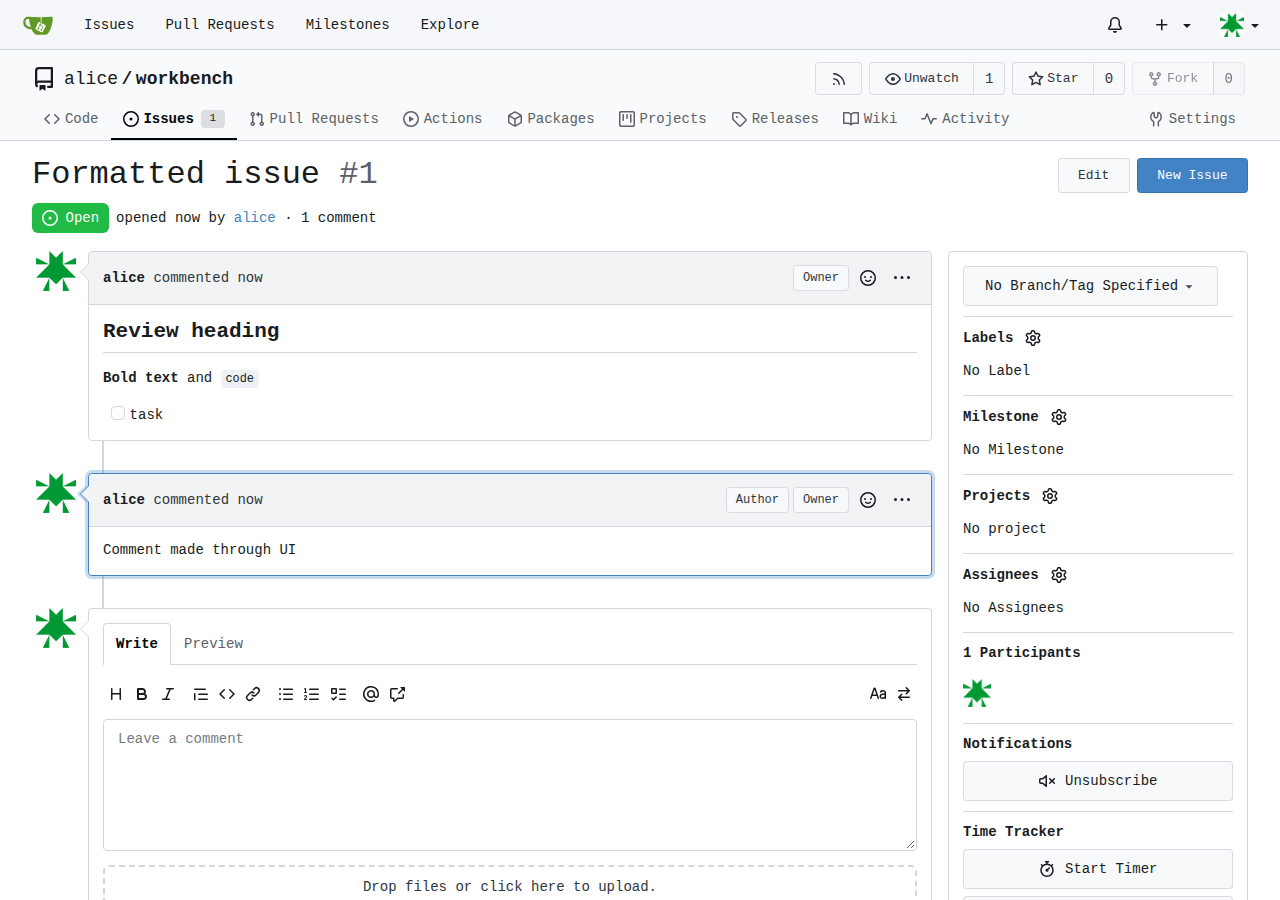 Issues Pull Requests Milestones Explore
alice / workbench
Unwatch 1 Star 0 Fork 0
Code Issues 1 Pull Requests Actions Packages Projects Releases Wiki Activity Settings
Formatted issue #1
Edit New Issue
Open opened now by alice · 1 comment
alice commented now Owner
Review heading
Bold text and code
task
alice commented now Author Owner
Comment made through UI
Write Preview
Leave a comment
Drop files or click here to upload.
No Branch/Tag Specified
Labels
No Label
Milestone
No Milestone
Projects
No project
Assignees
No Assignees
1 Participants
Notifications
Unsubscribe
Time Tracker
Start Timer